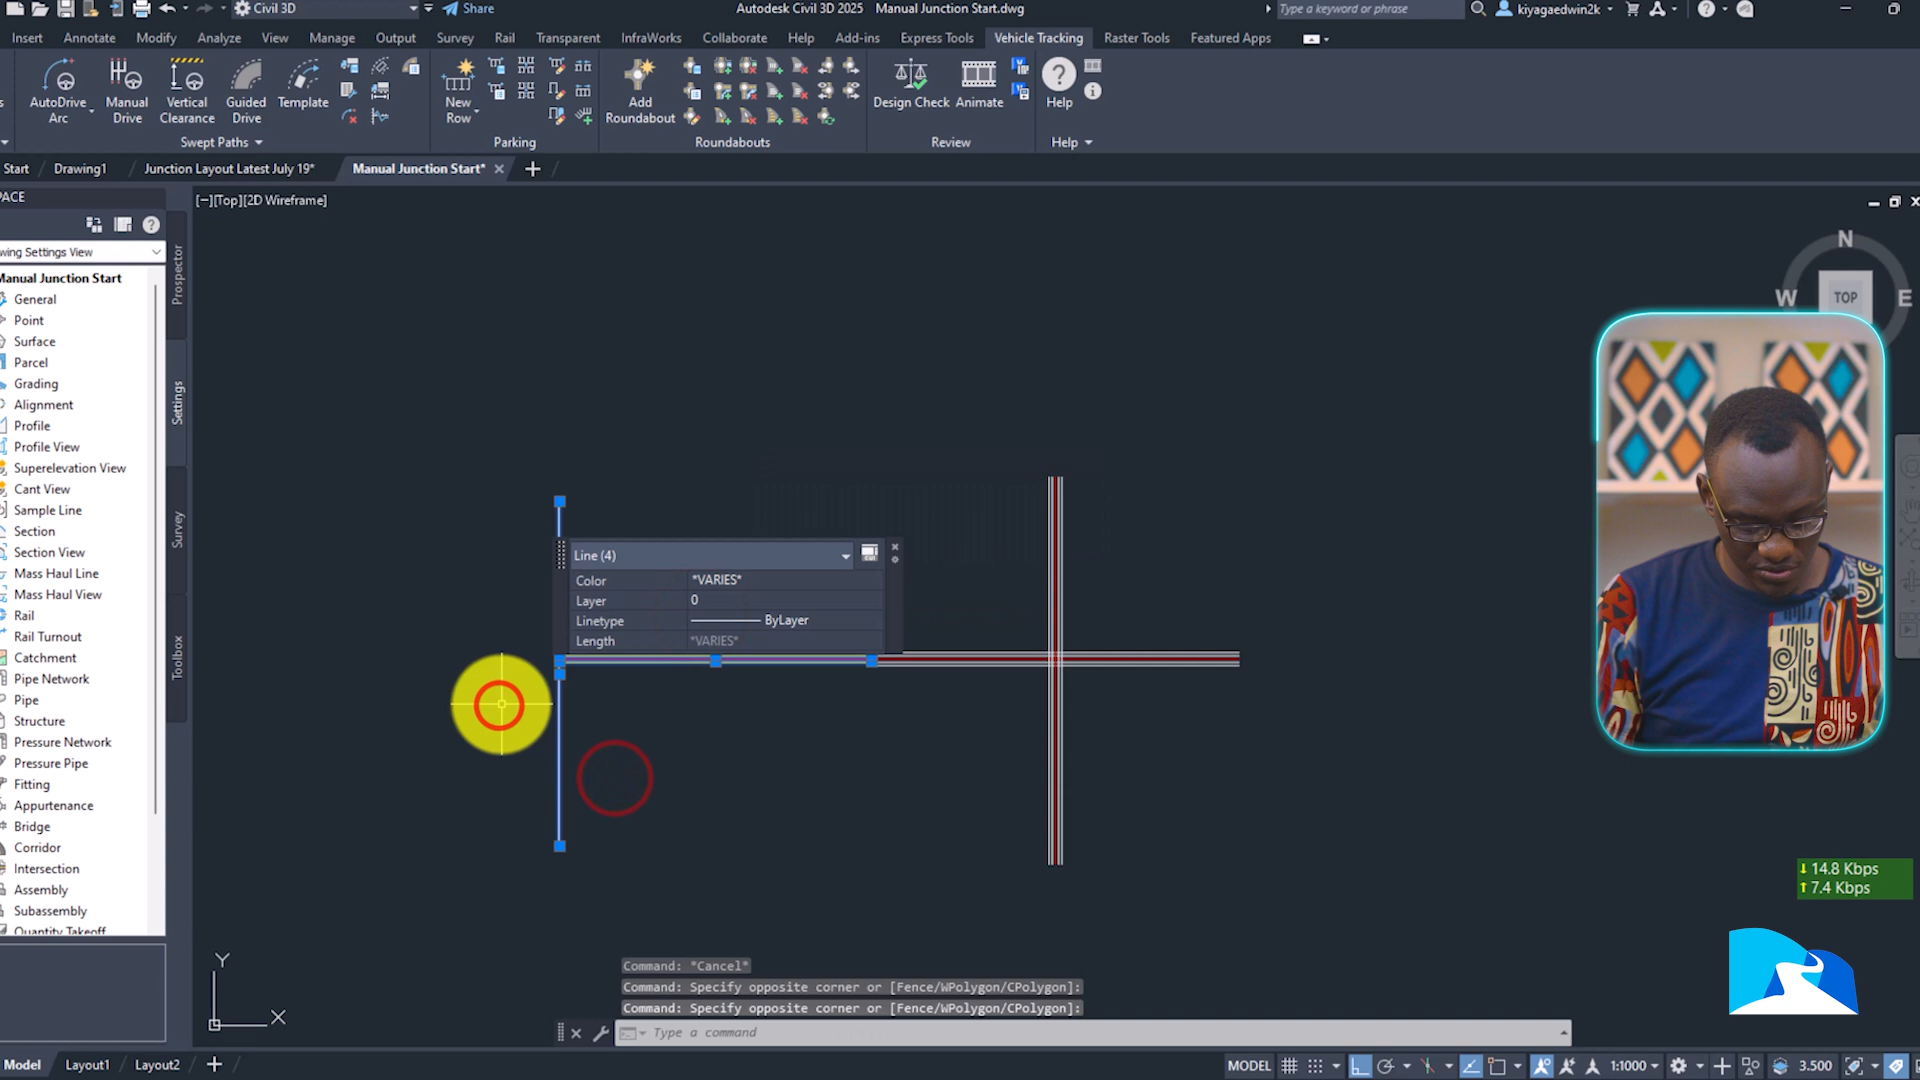 Civil 3D
Share
Autodesk Civil 3D 2025 Manual Junction Start.dwg
Type a keyword or phrase
kiyagaedwin2k
Insert Annotate Modify Analyze View Manage Output Survey Rail Transparent InfraWorks Collaborate Help Add-ins Express Tools Vehicle Tracking Raster Tools Featured Apps
AutoDrive Arc
Manual Drive
Vertical Clearance
Guided Drive
Template
New Row
Add Roundabout
Design Check
Animate
Help
Swept Paths
Parking
Roundabouts
Review
Help
Start
Drawing1
Junction Layout Latest July 19*
Manual Junction Start*
PACE
[−][Top][2D Wireframe]
wing Settings View
Manual Junction Start
General
Point
Surface
Parcel
Grading
Alignment
Profile
Profile View
Superelevation View
Cant View
Sample Line
Section
Section View
Mass Haul Line
Mass Haul View
Rail
Rail Turnout
Catchment
Pipe Network
Pipe
Structure
Pressure Network
Pressure Pipe
Fitting
Appurtenance
Bridge
Corridor
Intersection
Assembly
Subassembly
Quantity Takeoff
Prospector
Settings
Survey
Toolbox
N
W
TOP
E
Line (4)
Color *VARIES*
Layer 0
Linetype ByLayer
Length *VARIES*
14.8 Kbps
7.4 Kbps
Y
X
Command: *Cancel*
Command: Specify opposite corner or [Fence/WPolygon/CPolygon]:
Command: Specify opposite corner or [Fence/WPolygon/CPolygon]:
Type a command
Model Layout1 Layout2
MODEL
1:1000
3.500